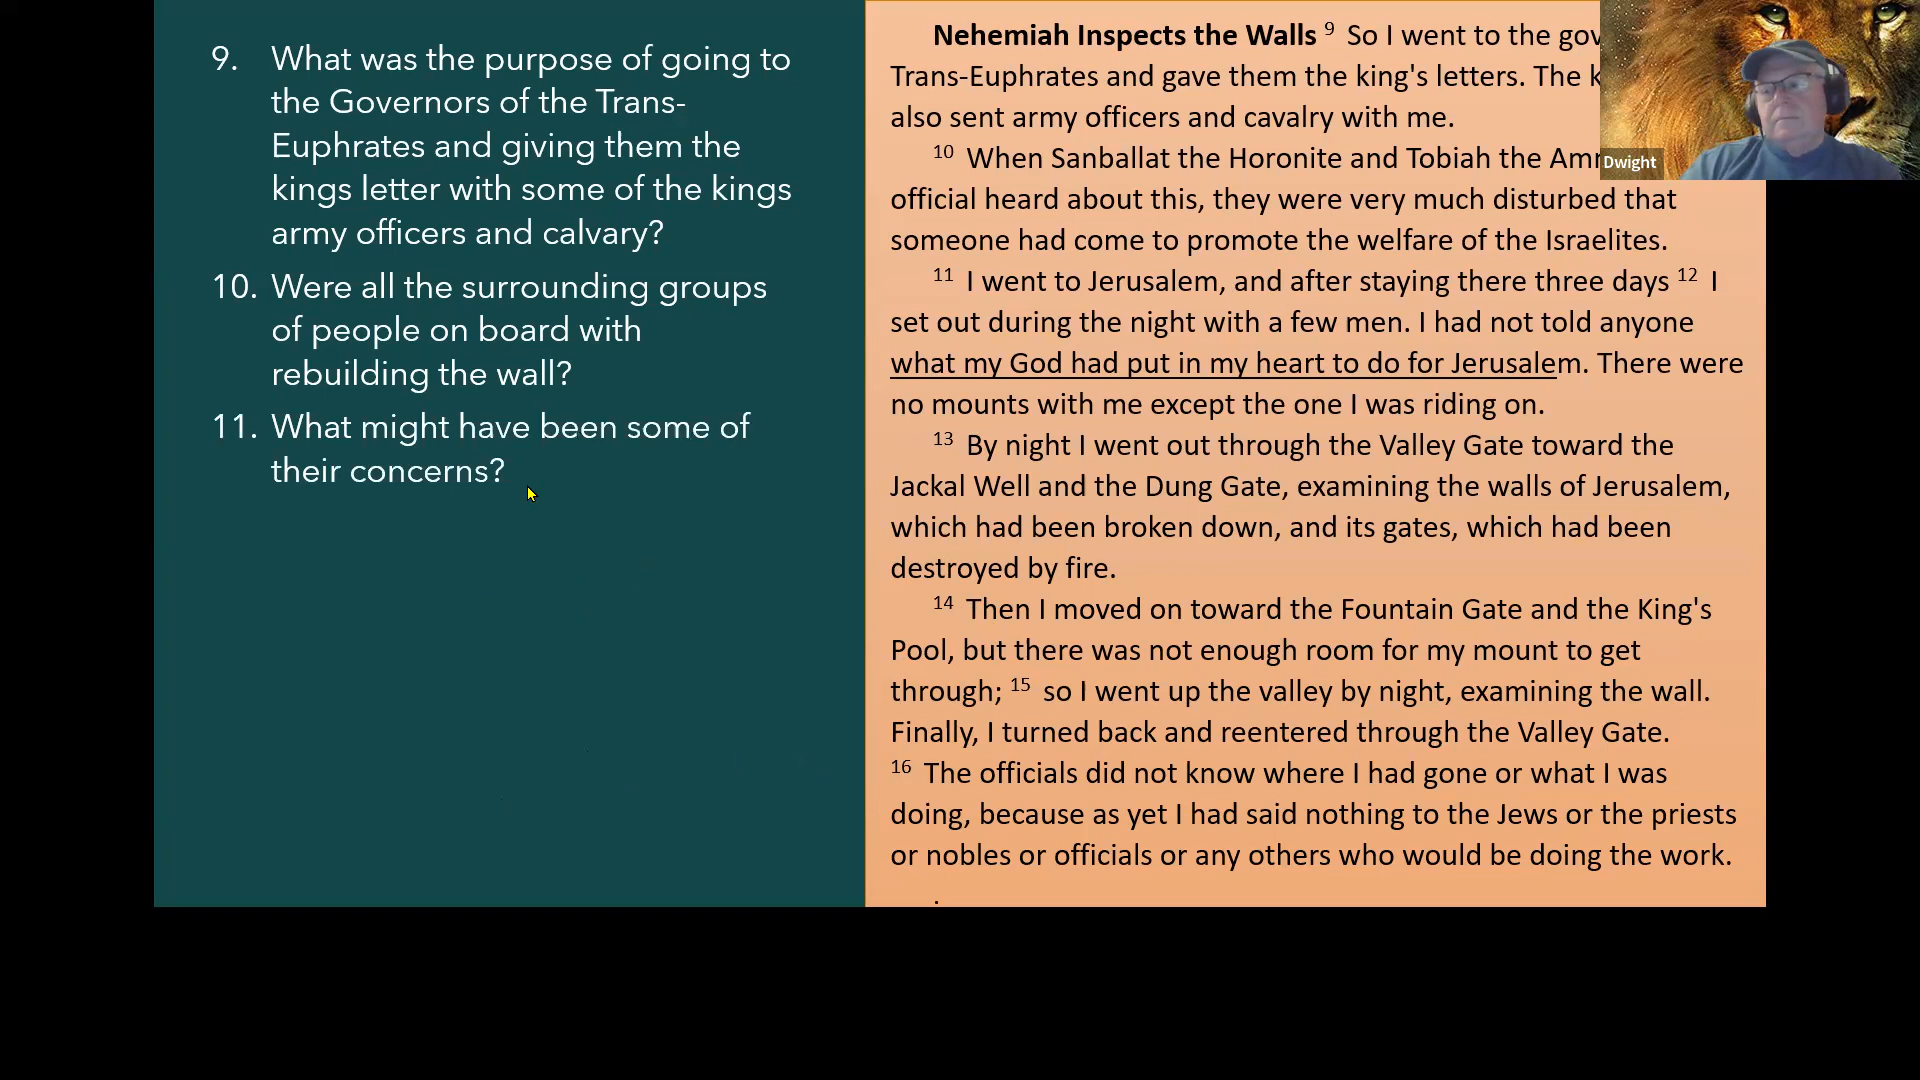 9. What was the purpose of going to
the Governors of the Trans-
Euphrates and giving them the
kings letter with some of the kings
army officers and calvary?
10. Were all the surrounding groups
of people on board with
rebuilding the wall?
11. What might have been some of
their concerns?
Nehemiah Inspects the Walls 9 So I went to the
Trans-Euphrates and gave them the king's letters. The
also sent army officers and cavalry with me.
10 When Sanballat the Horonite and Tobiah the
official heard about this, they were very much disturbed that
someone had come to promote the welfare of the Israelites.
11 I went to Jerusalem, and after staying there three days 12 I
set out during the night with a few men. I had not told anyone
what my God had put in my heart to do for Jerusalem. There were
no mounts with me except the one I was riding on.
13 By night I went out through the Valley Gate toward the
Jackal Well and the Dung Gate, examining the walls of Jerusalem,
which had been broken down, and its gates, which had been
destroyed by fire.
14 Then I moved on toward the Fountain Gate and the King's
Pool, but there was not enough room for my mount to get
through; 15 so I went up the valley by night, examining the wall.
Finally, I turned back and reentered through the Valley Gate.
16 The officials did not know where I had gone or what I was
doing, because as yet I had said nothing to the Jews or the priests
or nobles or officials or any others who would be doing the work.
.
Dwight